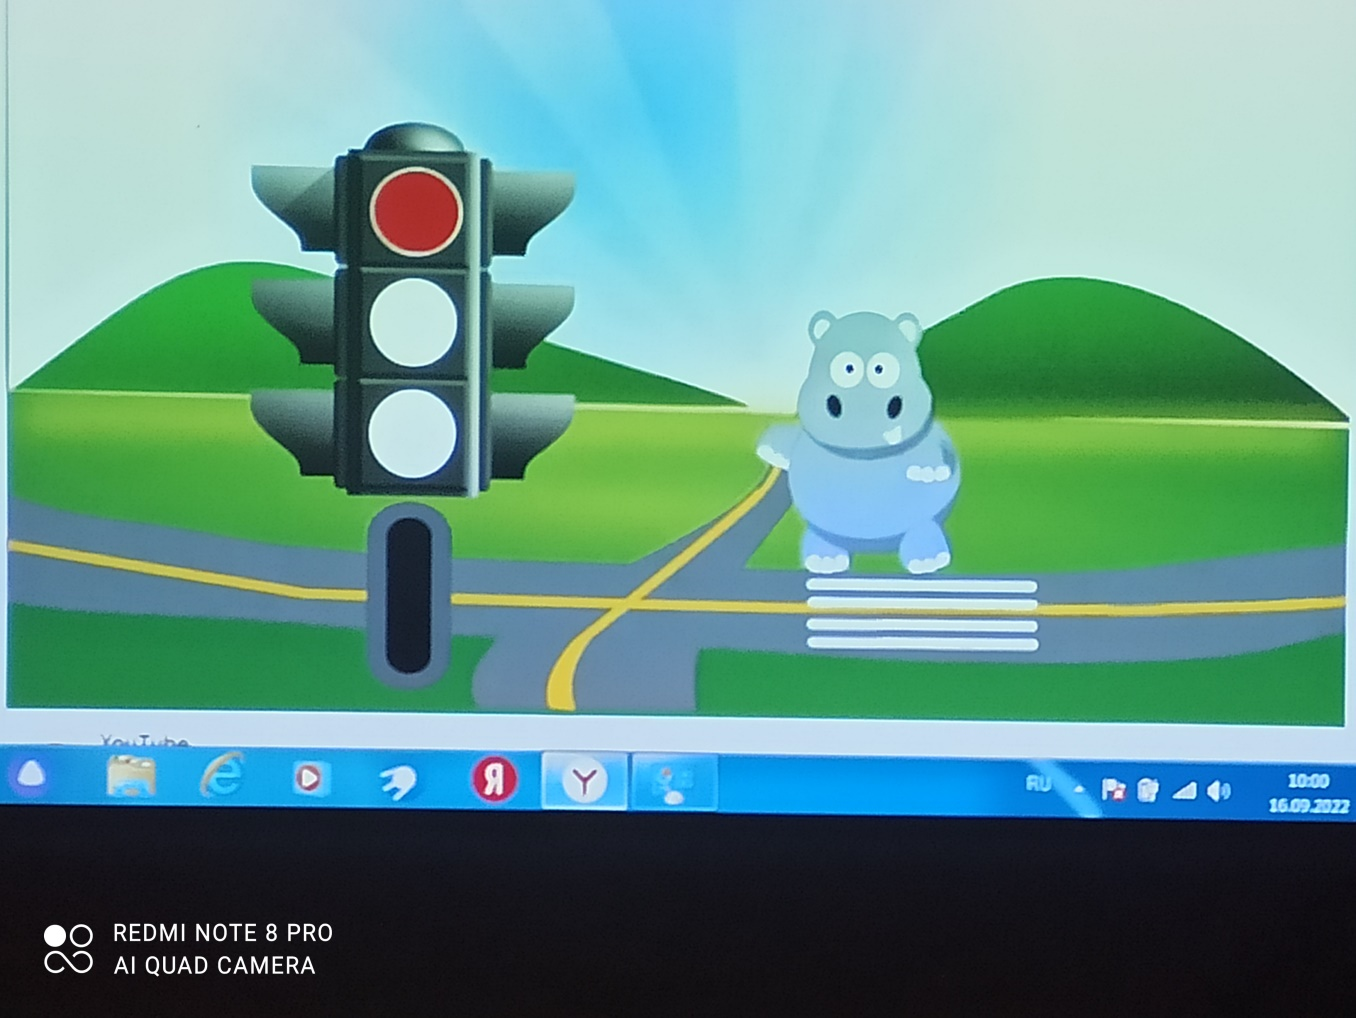 YouTube
Я
Y
RU
10:00
16.09.2022
REDMI NOTE 8 PRO
AI QUAD CAMERA